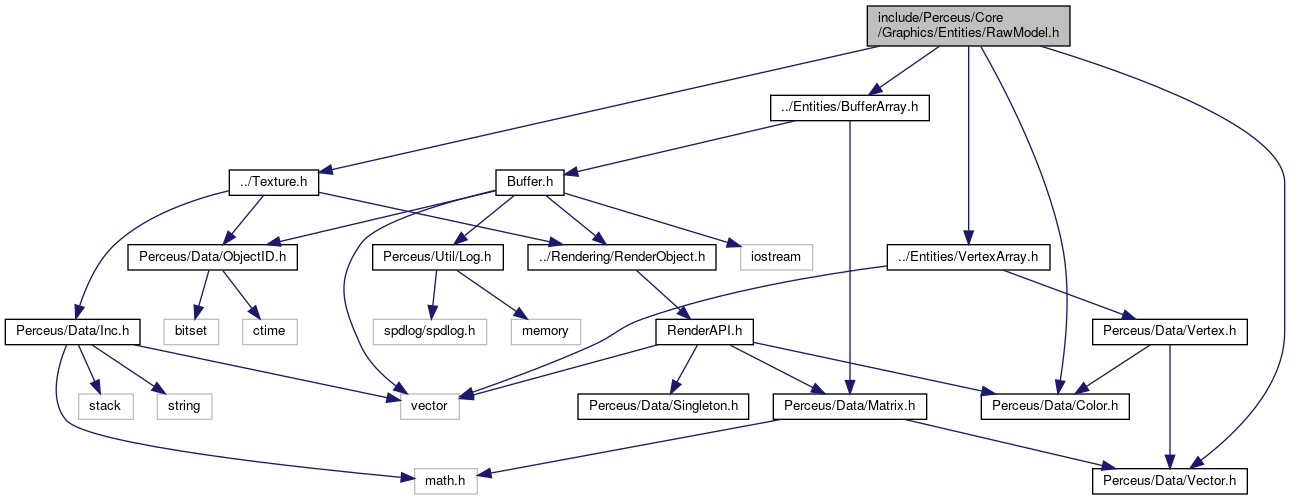 include/Perceus/Core
/Graphics/Entities/RawModel.h
../Entities/BufferArray.h
../Texture.h
Buffer.h
Perceus/Data/ObjectID.h
Perceus/Util/Log.h
../Rendering/RenderObject.h
iostream
../Entities/VertexArray.h
Perceus/Data/Inc.h
bitset
ctime
spdlog/spdlog.h
memory
RenderAPI.h
Perceus/Data/Vertex.h
stack
string
vector
Perceus/Data/Singleton.h
Perceus/Data/Matrix.h
Perceus/Data/Color.h
math.h
Perceus/Data/Vector.h